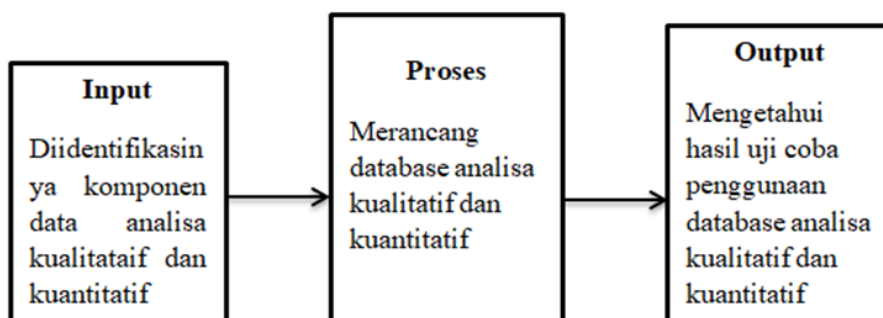 Input
Diidentifikasin
ya komponen
data analisa
kualitataif dan
kuantitatif
Proses
Merancang
database analisa
kualitatif dan
kuantitatif
Output
Mengetahui
hasil uji coba
penggunaan
database analisa
kualitatif dan
kuantitatif